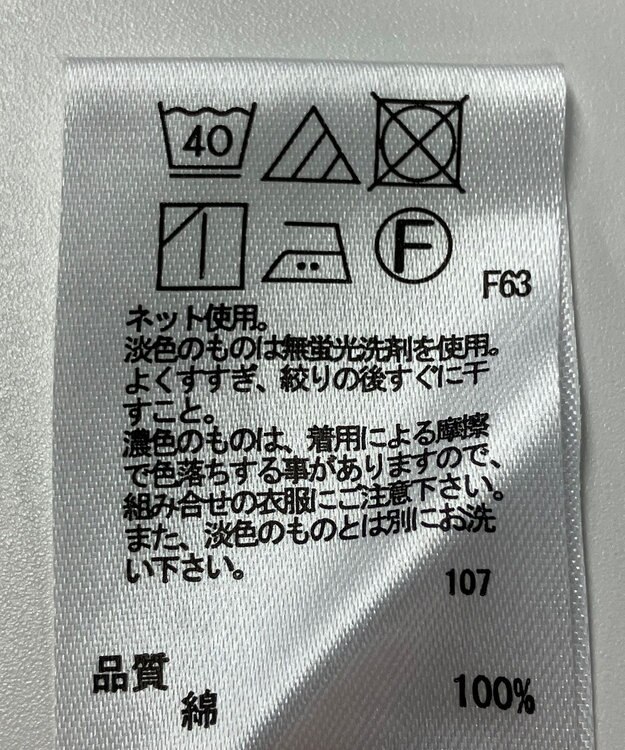 40
F
F63
ネット使用。
淡色のものは無蛍光洗剤を使用。
よくすすぎ、絞りの後すぐに干
すこと。
濃色のものは、着用による摩擦
で色落ちする事がありますので、
組み合せの衣服にご注意下さい。
また、淡色のものとは別にお洗
い下さい。
107
品質
綿 100%